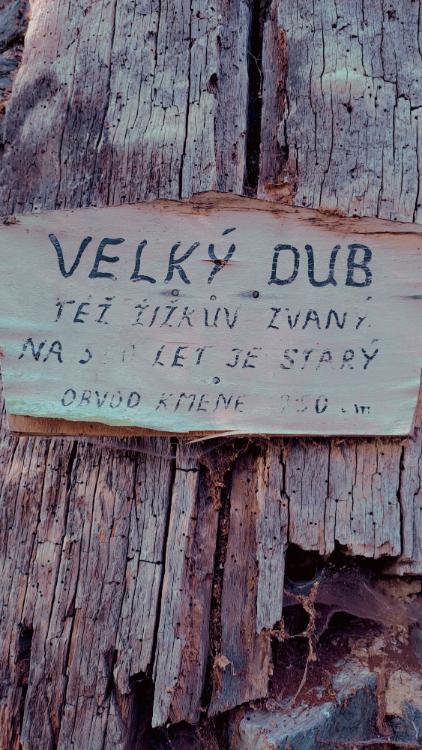 VELKÝ DUB
TÉŽ ŽIŽKŮV ZVANÝ
NA LET JE STARÝ
OBVOD KMENE